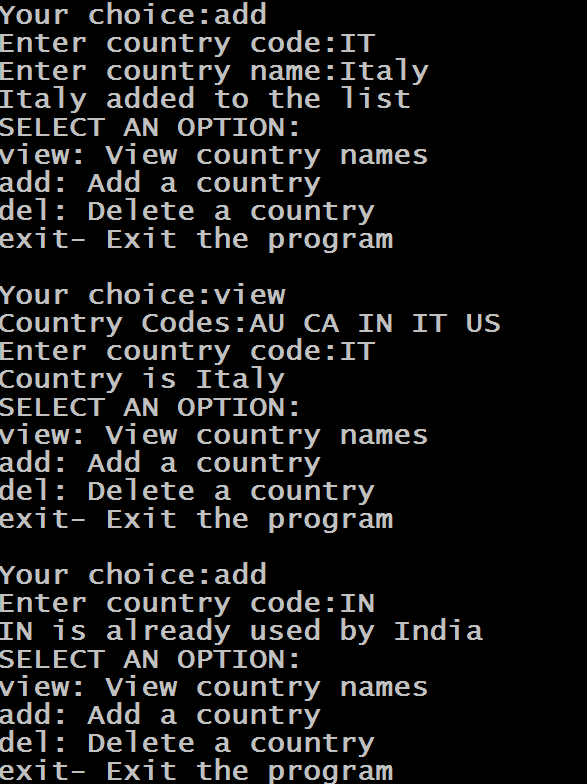 Your choice:add
Enter country code:IT
Enter country name:Italy
Italy added to the list
SELECT AN OPTION:
view: View country names
add: Add a country
del: Delete a country
exit- Exit the program
Your choice:view
Country Codes:AU CA IN IT US
Enter country code:IT
Country is Italy
SELECT AN OPTION:
view: View country names
add: Add a country
del: Delete a country
exit- Exit the program
Your choice:add
Enter country code:IN
IN is already used by India
SELECT AN OPTION:
view: View country names
add: Add a country
del: Delete a country
exit- Exit the program